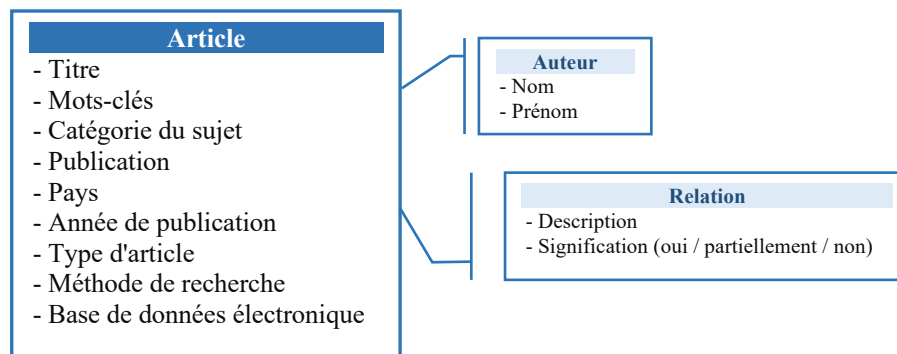 Article
- Titre
- Mots-clés
- Catégorie du sujet
- Publication
- Pays
- Année de publication
- Type d'article
- Méthode de recherche
- Base de données électronique
Auteur
- Nom
- Prénom
Relation
- Description
- Signification (oui / partiellement / non)